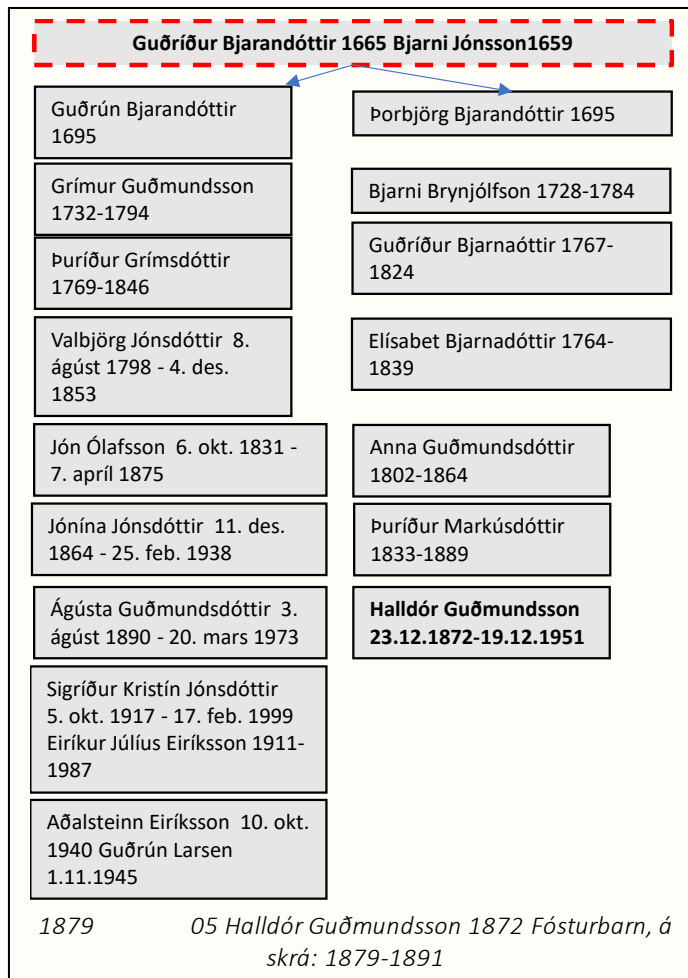 Guðríður Bjarandóttir 1665 Bjarni Jónsson1659
Guðrún Bjarandóttir
1695
Grímur Guðmundsson
1732-1794
Þuríður Grímsdóttir
1769-1846
Valbjörg Jónsdóttir  8.
ágúst 1798 - 4. des.
1853
Jón Ólafsson  6. okt. 1831 -
7. apríl 1875
Jónína Jónsdóttir  11. des.
1864 - 25. feb. 1938
Ágústa Guðmundsdóttir  3.
ágúst 1890 - 20. mars 1973
Sigríður Kristín Jónsdóttir
5. okt. 1917 - 17. feb. 1999
Eiríkur Júlíus Eiríksson 1911-
1987
Aðalsteinn Eiríksson  10. okt.
1940 Guðrún Larsen
1.11.1945
Þorbjörg Bjarandóttir 1695
Bjarni Brynjólfson 1728-1784
Guðríður Bjarnaóttir 1767-
1824
Elísabet Bjarnadóttir 1764-
1839
Anna Guðmundsdóttir
1802-1864
Þuríður Markúsdóttir
1833-1889
Halldór Guðmundsson
23.12.1872-19.12.1951
1879 05 Halldór Guðmundsson 1872 Fósturbarn, á
skrá: 1879-1891